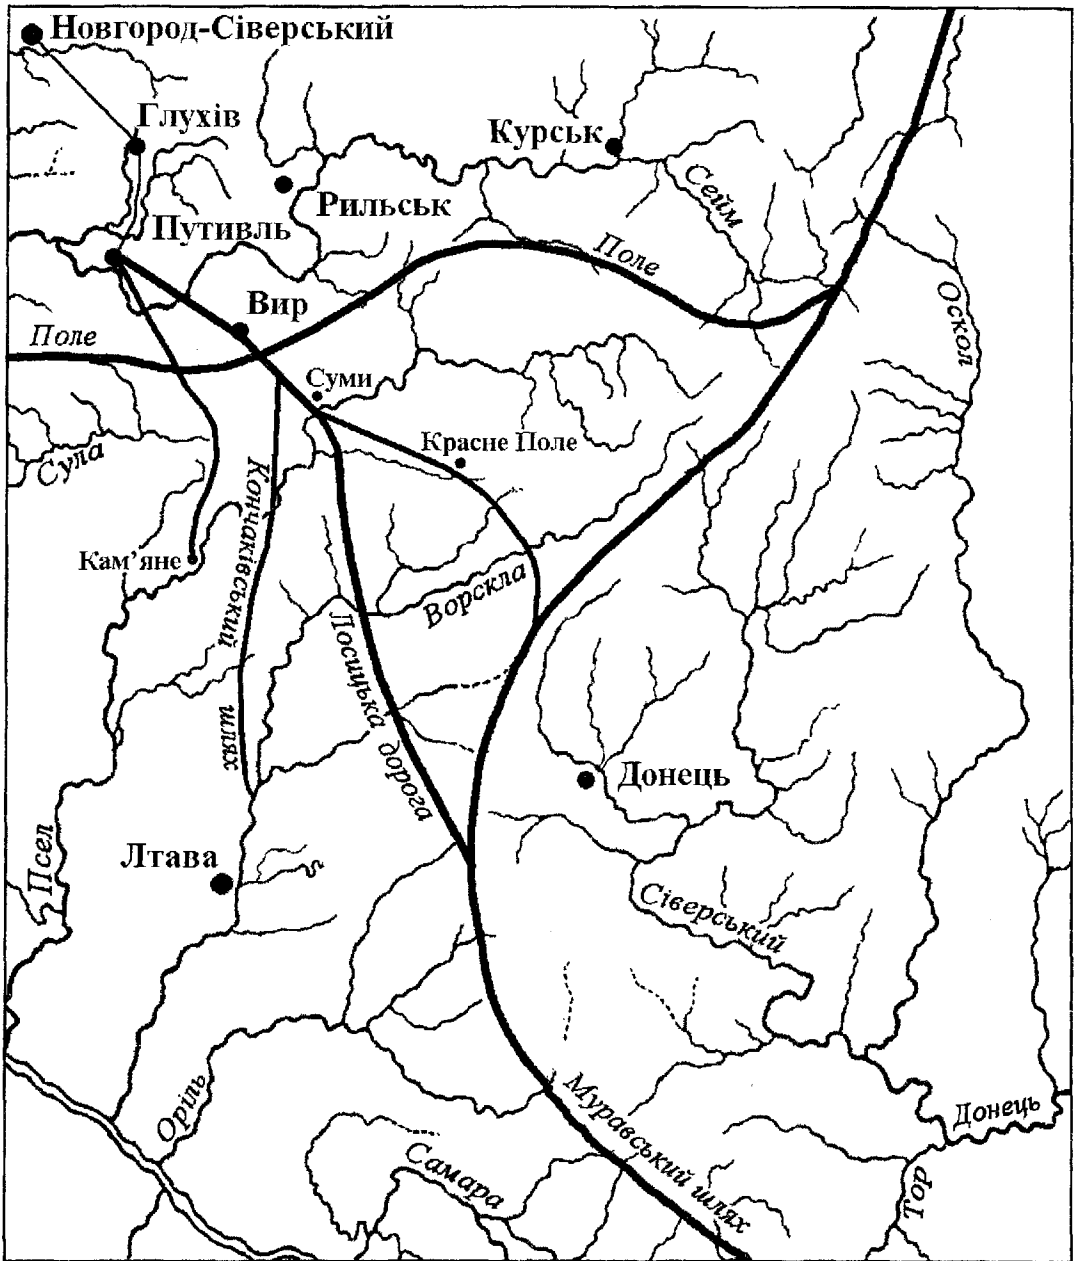 Новгород-Сіверський
Глухів
Курськ
Рильськ
Сейм
Путивль
Поле
Вир
Оскол
Поле
Суми
Красне Поле
Сула
Кончаківський шлях
Кам’яне
Ворскла
Лосицька дорога
Донець
Псел
Лтава
Сіверський
Оріль
Муравський шлях
Донець
Самара
Тор